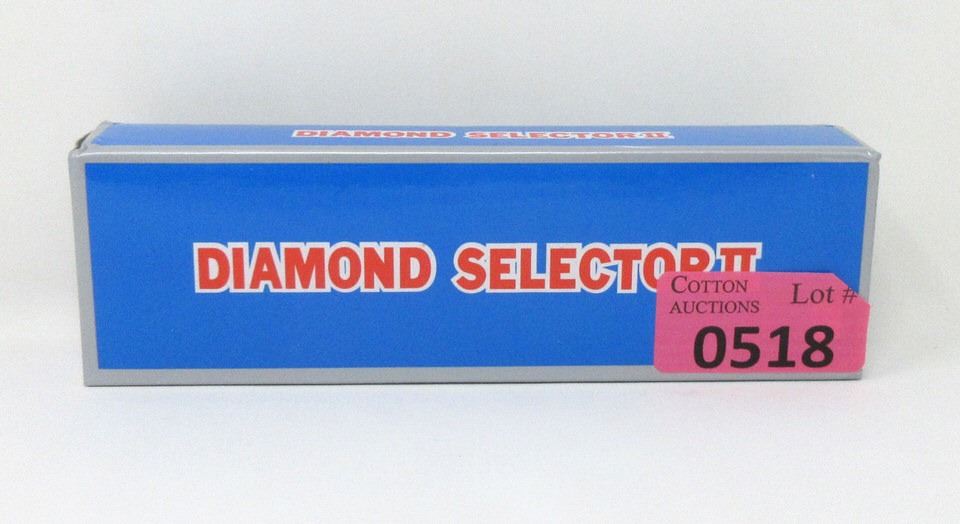 DIAMOND SELECTOR II
DIAMOND SELECTOR II
COTTON AUCTIONS
Lot #
0518